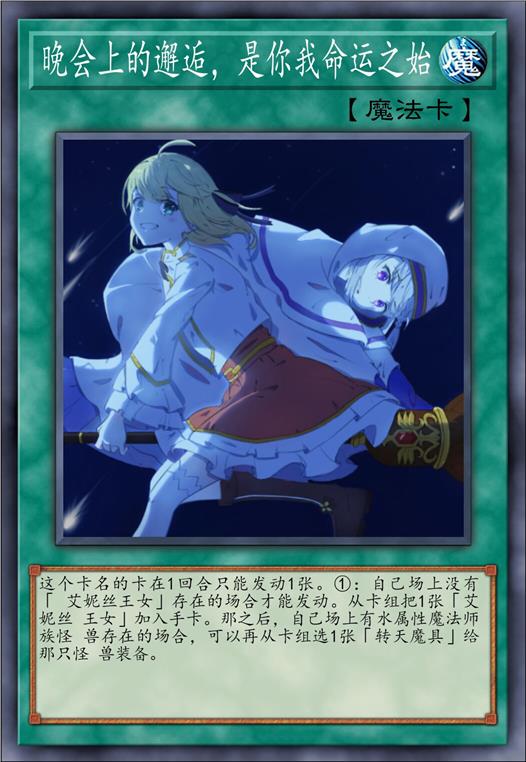 晚会上的邂逅，是你我命运之始 魔
【魔法卡】
这个卡名的卡在1回合只能发动1张。①：自己场上没有
「 艾妮丝王女」存在的场合才能发动。从卡组把1张「艾
妮丝 王女」加入手卡。那之后，自己场上有水属性魔法师
族怪 兽存在的场合，可以再从卡组选1张「转天魔具」给
那只怪 兽装备。